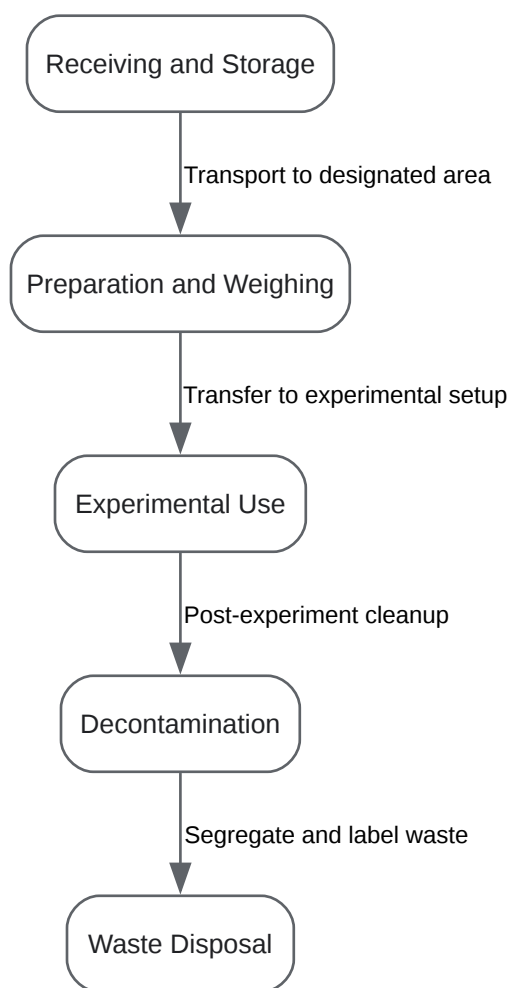 Receiving and Storage
Transport to designated area
Preparation and Weighing
Transfer to experimental setup
Experimental Use
Post-experiment cleanup
Decontamination
Segregate and label waste
Waste Disposal